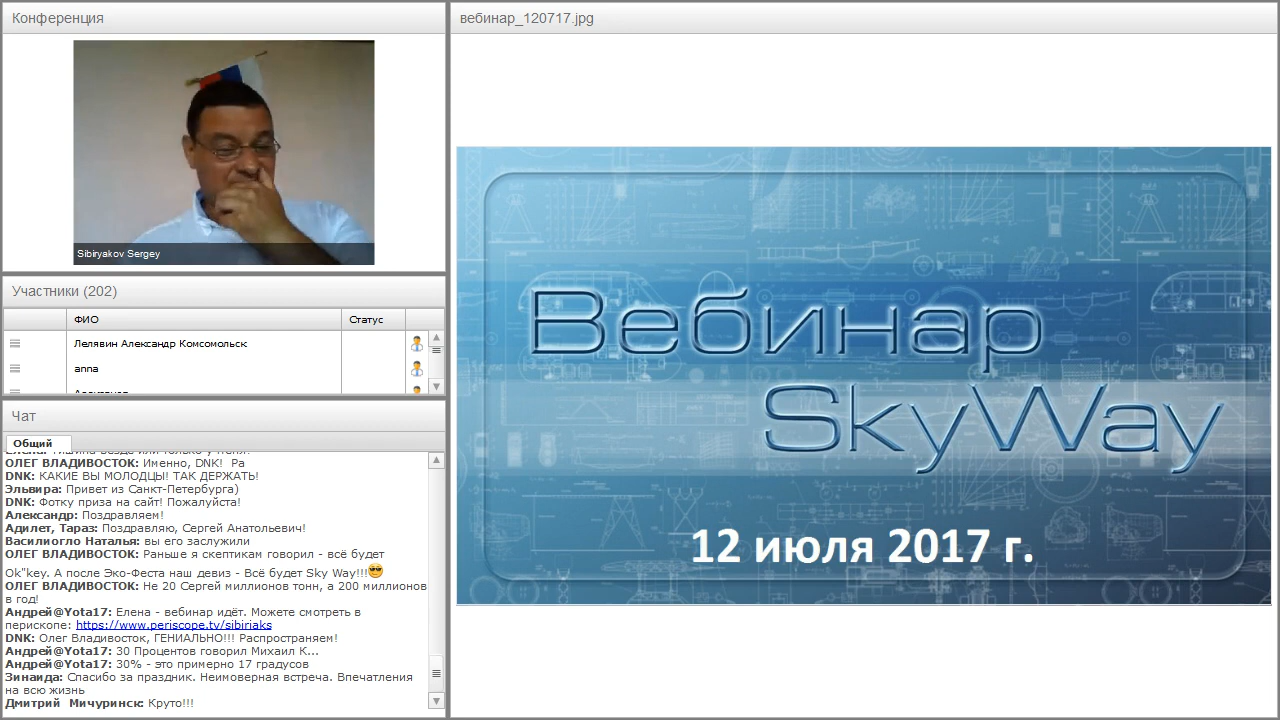 Конференция
Sibiryakov Sergey
Участники (202)
ФИО
Статус
Лелявин Александр Комсомольск
anna
Чат
Общий
ОЛЕГ ВЛАДИВОСТОК: Именно, DNK!  Ра
DNK: КАКИЕ ВЫ МОЛОДЦЫ! ТАК ДЕРЖАТЬ!
Эльвира: Привет из Санкт-Петербурга)
DNK: Фотку приза на сайт! Пожалуйста!
Александр: Поздравляем!
Адилет, Тараз: Поздравляю, Сергей Анатольевич!
Василиогло Наталья: вы его заслужили
ОЛЕГ ВЛАДИВОСТОК: Раньше я скептикам говорил - всё будет
Ok"key. А после Эко-Феста наш девиз - Всё будет Sky Way!!!
ОЛЕГ ВЛАДИВОСТОК: Не 20 Сергей миллионов тонн, а 200 миллионов
в год!
Андрей@Yota17: Елена - вебинар идёт. Можете смотреть в
перископе: https://www.periscope.tv/sibiriaks
DNK: Олег Владивосток, ГЕНИАЛЬНО!!! Распространяем!
Андрей@Yota17: 30 Процентов говорил Михаил К...
Андрей@Yota17: 30% - это примерно 17 градусов
Зинаида: Спасибо за праздник. Неимоверная встреча. Впечатления
на всю жизнь
Дмитрий  Мичуринск: Круто!!!
вебинар_120717.jpg
Вебинар
SkyWay
12 июля 2017 г.